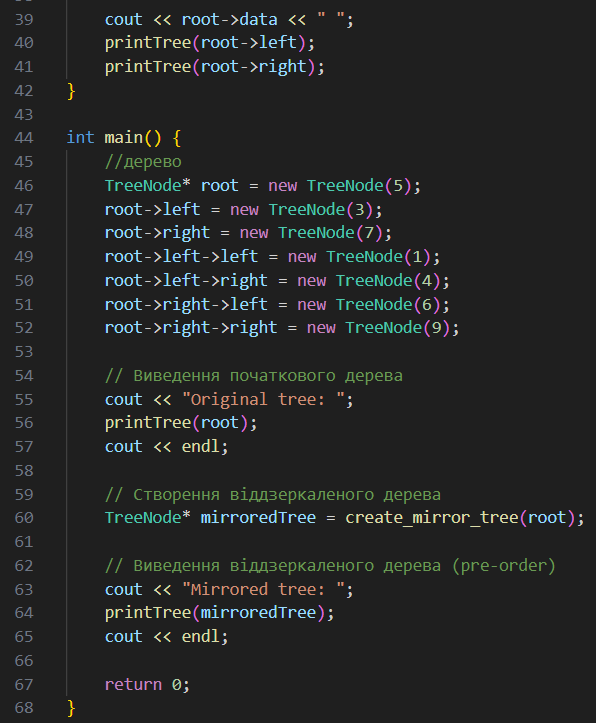 39 cout << root->data << " ";
40 printTree(root->left);
41 printTree(root->right);
42 }
43
44 int main() {
45 //дерево
46 TreeNode* root = new TreeNode(5);
47 root->left = new TreeNode(3);
48 root->right = new TreeNode(7);
49 root->left->left = new TreeNode(1);
50 root->left->right = new TreeNode(4);
51 root->right->left = new TreeNode(6);
52 root->right->right = new TreeNode(9);
53
54 // Виведення початкового дерева
55 cout << "Original tree: ";
56 printTree(root);
57 cout << endl;
58
59 // Створення віддзеркаленого дерева
60 TreeNode* mirroredTree = create_mirror_tree(root);
61
62 // Виведення віддзеркаленого дерева (pre-order)
63 cout << "Mirrored tree: ";
64 printTree(mirroredTree);
65 cout << endl;
66
67 return 0;
68 }